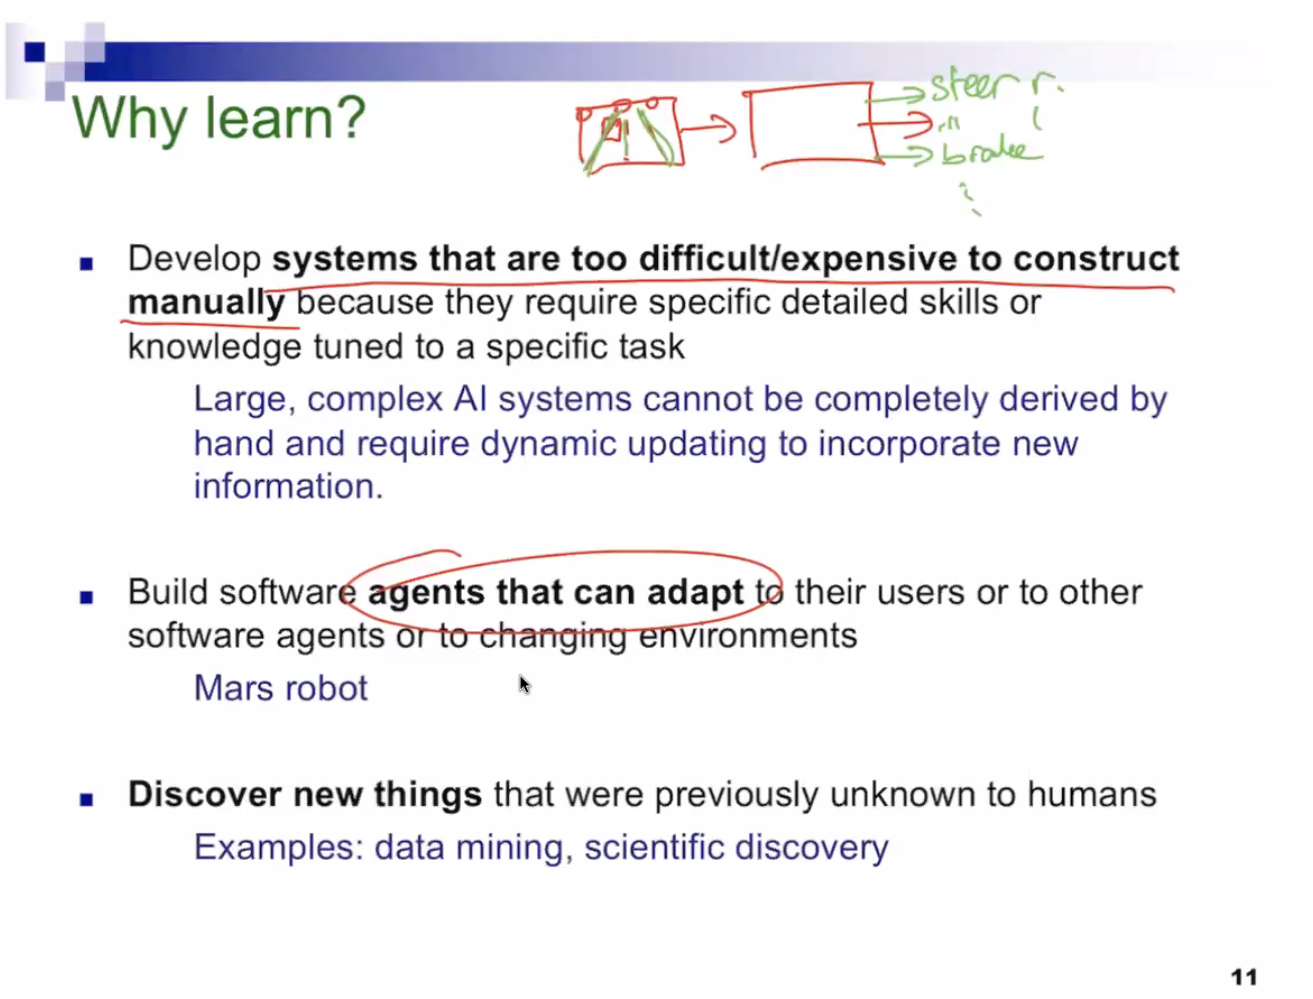 Why learn?
steer r.
brake
Develop systems that are too difficult/expensive to construct
manually because they require specific detailed skills or
knowledge tuned to a specific task
Large, complex AI systems cannot be completely derived by
hand and require dynamic updating to incorporate new
information.
Build software agents that can adapt to their users or to other
software agents or to changing environments
Mars robot
Discover new things that were previously unknown to humans
Examples: data mining, scientific discovery
11